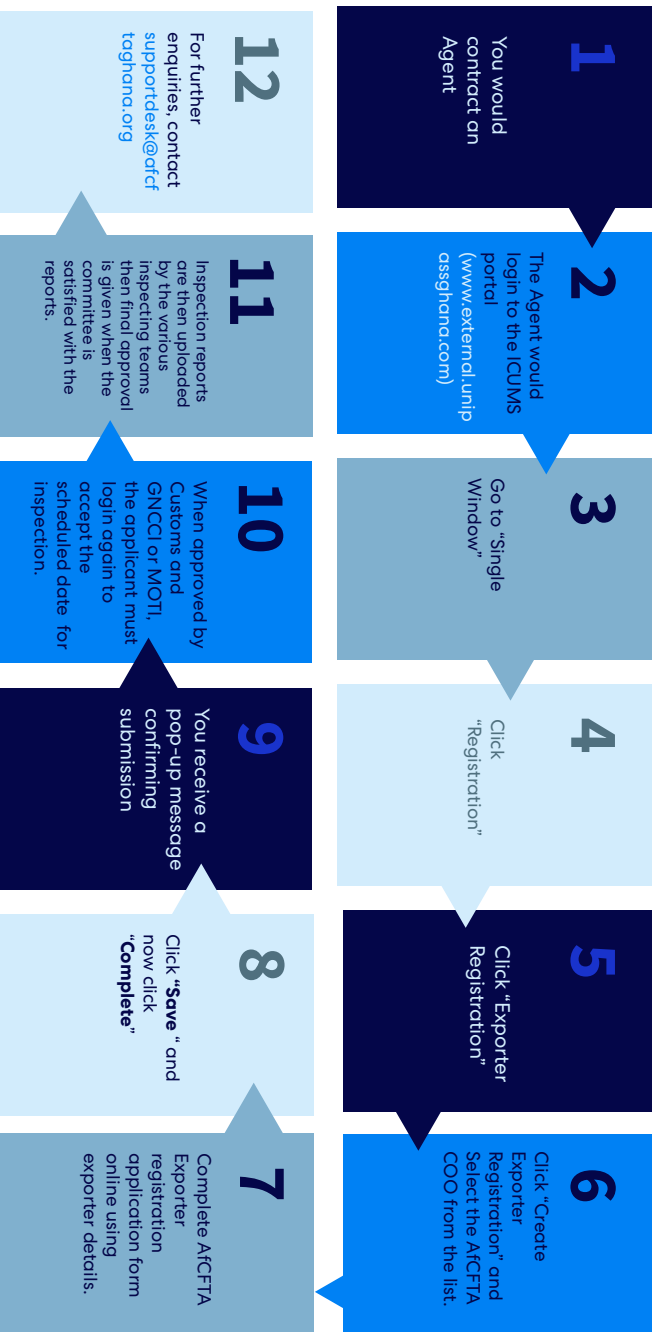 1
You would
contract an
Agent
2
The Agent would
login to the ICUMS
portal
(www.external.unip
assghana.com)
3
Go to “Single
Window”
4
Click
“Registration”
5
Click “Exporter
Registration”
6
Click “Create
Exporter
Registration” and
Select the AfCFTA
COO from the list.
7
Complete AfCFTA
Exporter
registration
application form
online using
exporter details.
8
Click “Save “ and
now click
“Complete”
9
You receive a
pop-up message
confirming
submission
10
When approved by
Customs and
GNCCI or MOTI,
the applicant must
login again to
accept the
scheduled date for
inspection.
11
Inspection reports
are then uploaded
by the various
inspecting teams
then final approval
is given when the
committee is
satisfied with the
reports.
12
For further
enquiries, contact
supportdesk@afcf
taghana.org